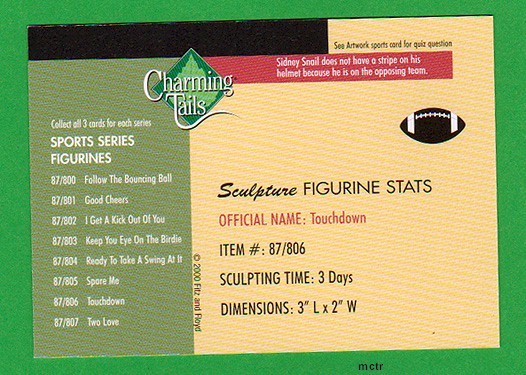 See Artwork sports card for quiz question
Sidney Snail does not have a stripe on his
helmet because he is on the opposing team.
Charming
Tails
Collect all 3 cards for each series
SPORTS SERIES
FIGURINES
87/800 Follow The Bouncing Ball
87/801 Good Cheers
87/802 I Get A Kick Out Of You
87/803 Keep You Eye On The Birdie
87/804 Ready To Take A Swing At It
87/805 Spare Me
87/806 Touchdown
87/807 Two Love
© 2000 Fitz and Floyd
Sculpture FIGURINE STATS
OFFICIAL NAME: Touchdown
ITEM #: 87/806
SCULPTING TIME: 3 Days
DIMENSIONS: 3" L x 2" W
mctr